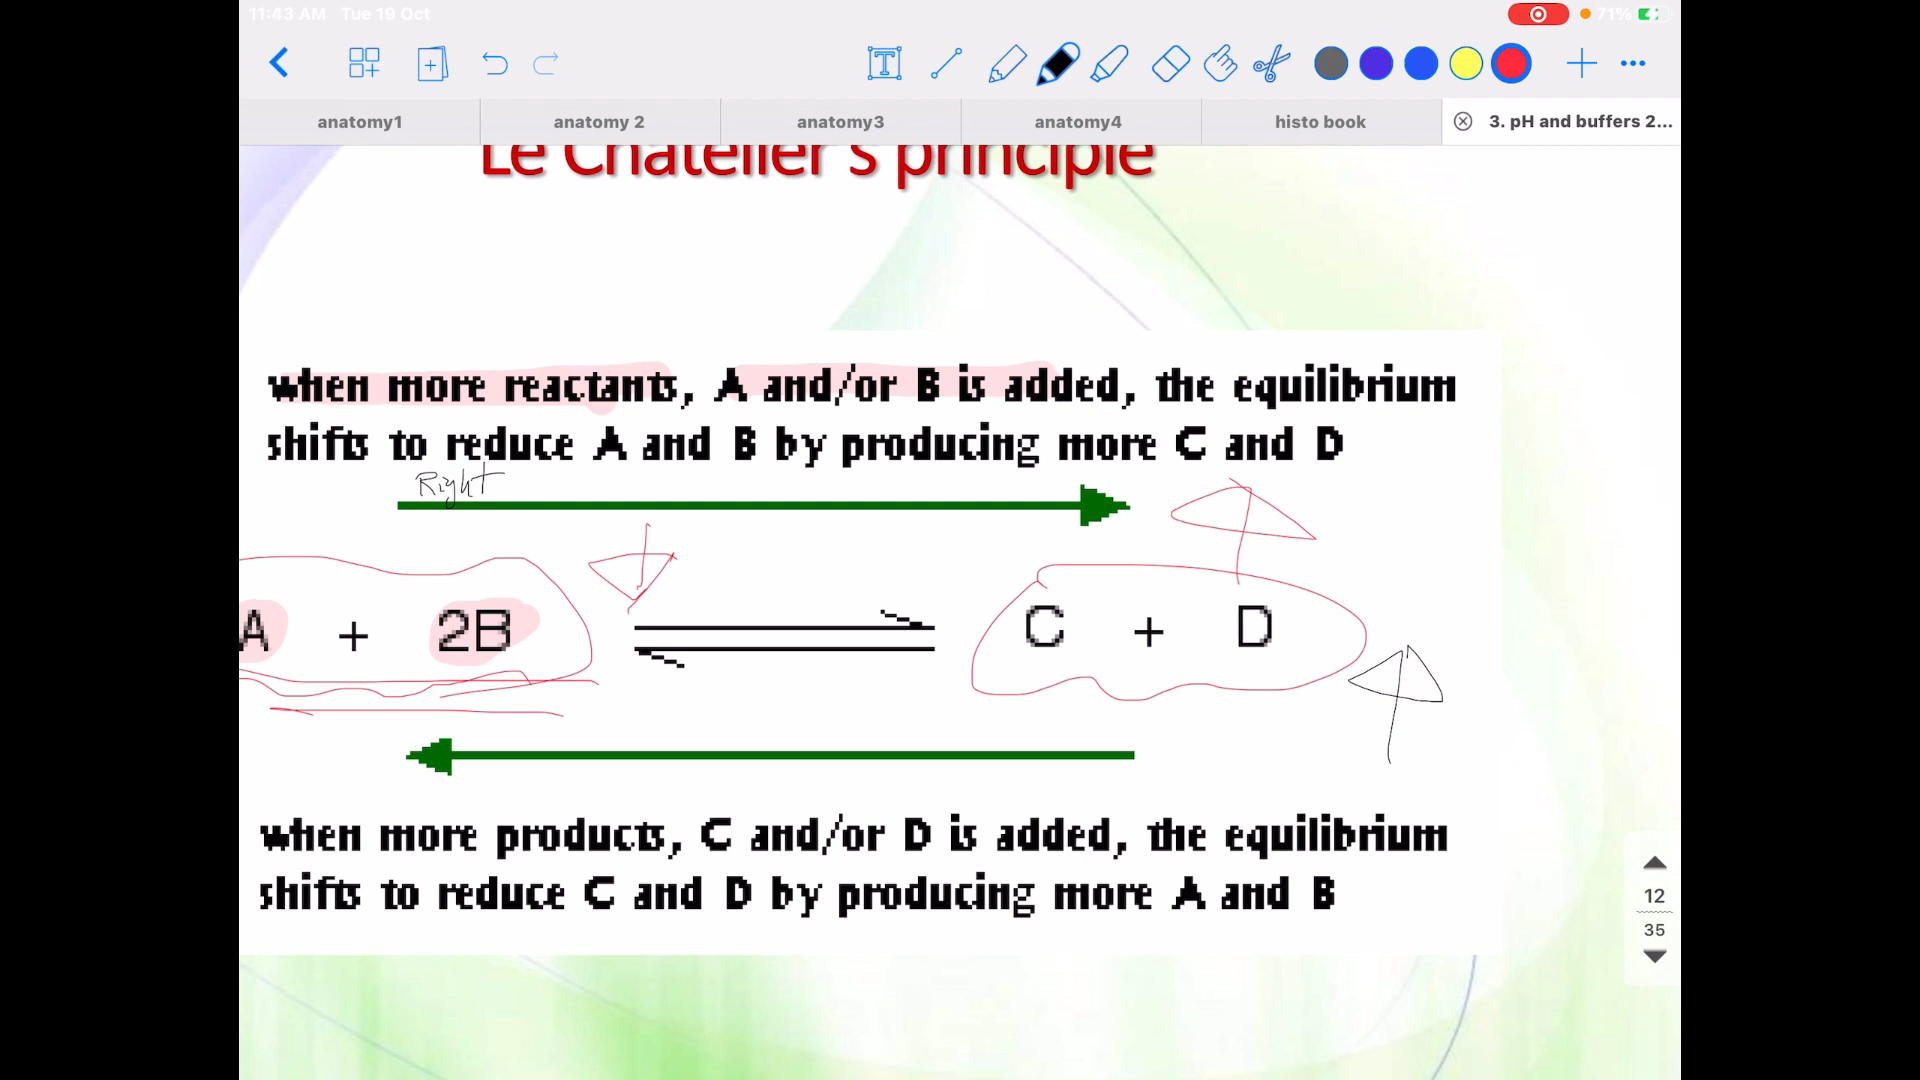 11:43 AM Tue 19 Oct
71%
T
anatomy1
anatomy 2
anatomy3
anatomy4
histo book
3. pH and buffers 2...
Le Chatelier's principle
when more reactants, A and/or B is added, the equilibrium
shifts to reduce A and B by producing more C and D
Right
A + 2B C + D
when more products, C and/or D is added, the equilibrium
shifts to reduce C and D by producing more A and B
12
35